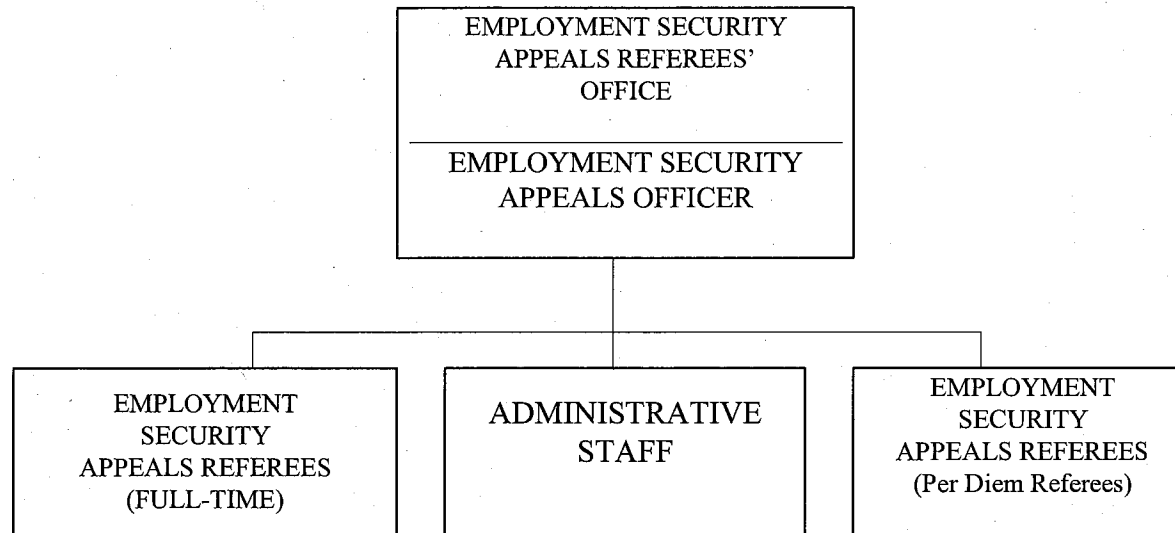 EMPLOYMENT SECURITY
APPEALS REFEREES’
OFFICE
EMPLOYMENT SECURITY
APPEALS OFFICER
EMPLOYMENT
SECURITY
APPEALS REFEREES
(FULL-TIME)
ADMINISTRATIVE
STAFF
EMPLOYMENT
SECURITY
APPEALS REFEREES
(Per Diem Referees)